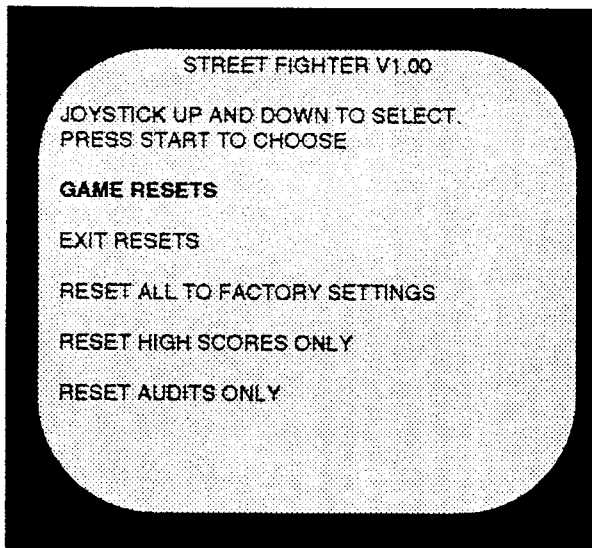 STREET FIGHTER V1.00
JOYSTICK UP AND DOWN TO SELECT.
PRESS START TO CHOOSE
GAME RESETS
EXIT RESETS
RESET ALL TO FACTORY SETTINGS
RESET HIGH SCORES ONLY
RESET AUDITS ONLY